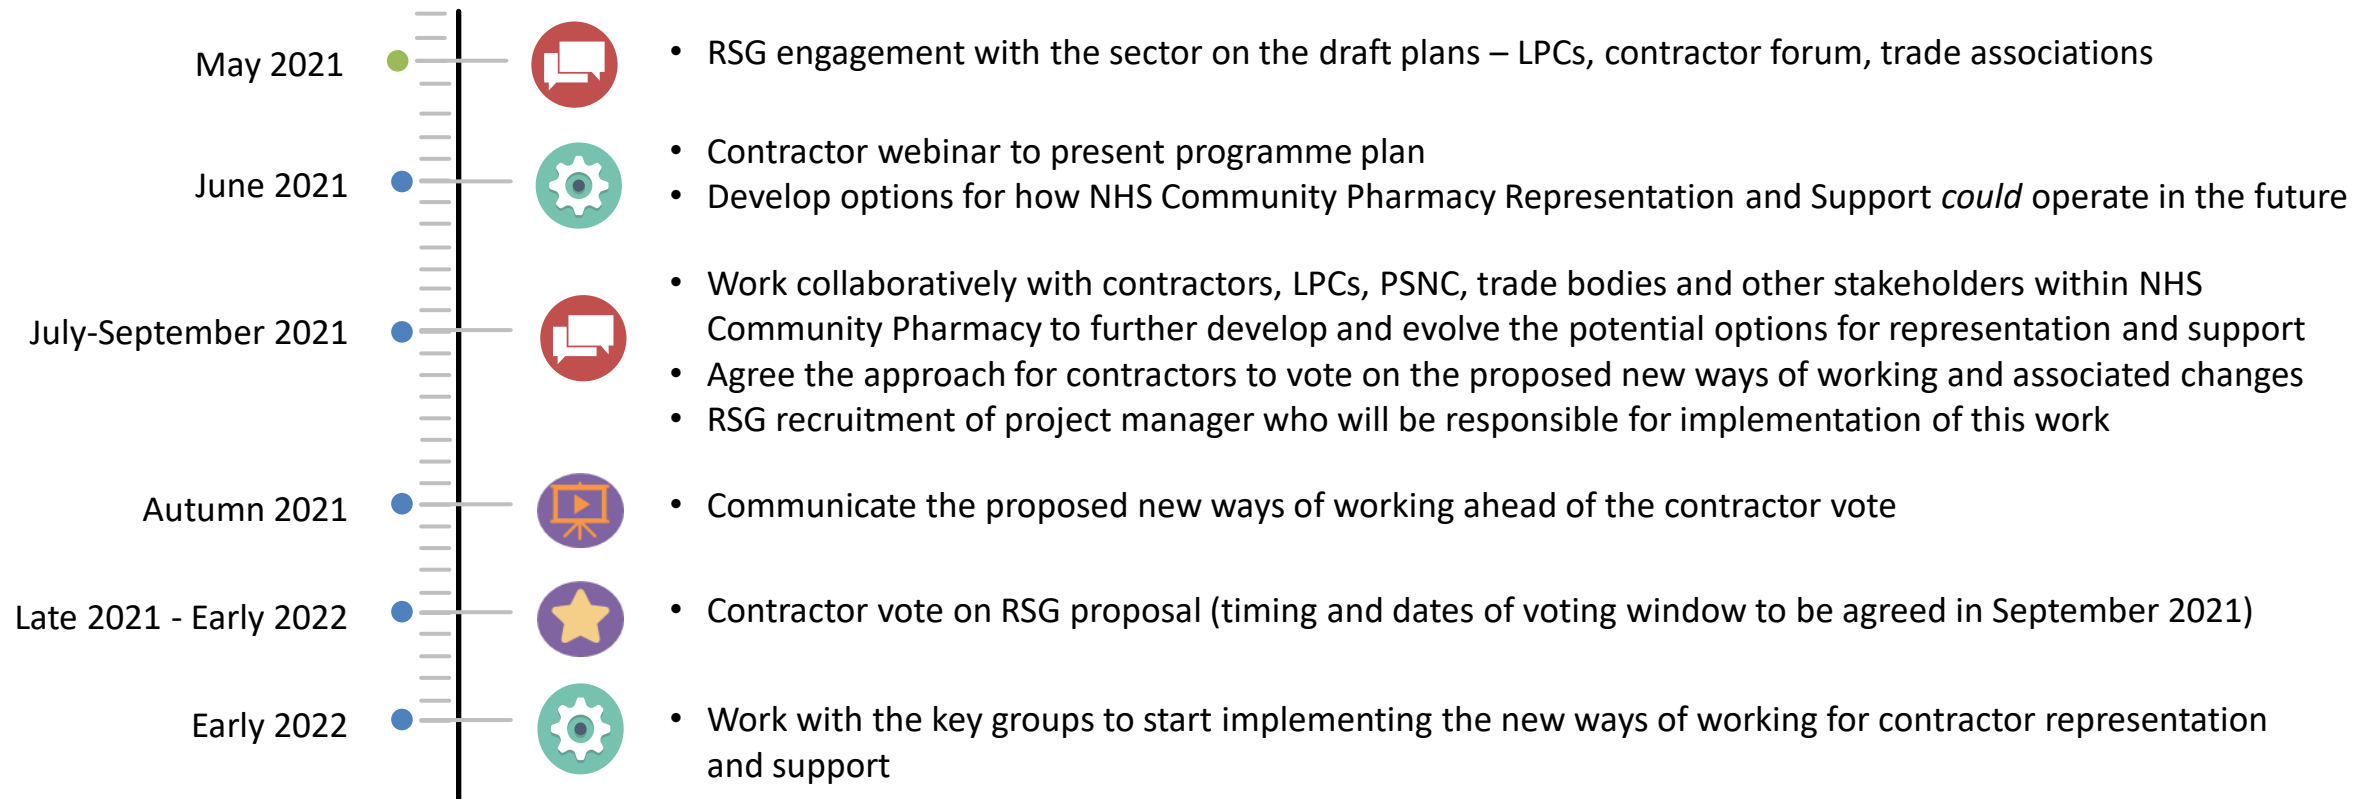 May 2021
• RSG engagement with the sector on the draft plans – LPCs, contractor forum, trade associations
June 2021
• Contractor webinar to present programme plan
• Develop options for how NHS Community Pharmacy Representation and Support could operate in the future
July-September 2021
• Work collaboratively with contractors, LPCs, PSNC, trade bodies and other stakeholders within NHS
Community Pharmacy to further develop and evolve the potential options for representation and support
• Agree the approach for contractors to vote on the proposed new ways of working and associated changes
• RSG recruitment of project manager who will be responsible for implementation of this work
Autumn 2021
• Communicate the proposed new ways of working ahead of the contractor vote
Late 2021 - Early 2022
• Contractor vote on RSG proposal (timing and dates of voting window to be agreed in September 2021)
Early 2022
• Work with the key groups to start implementing the new ways of working for contractor representation
and support